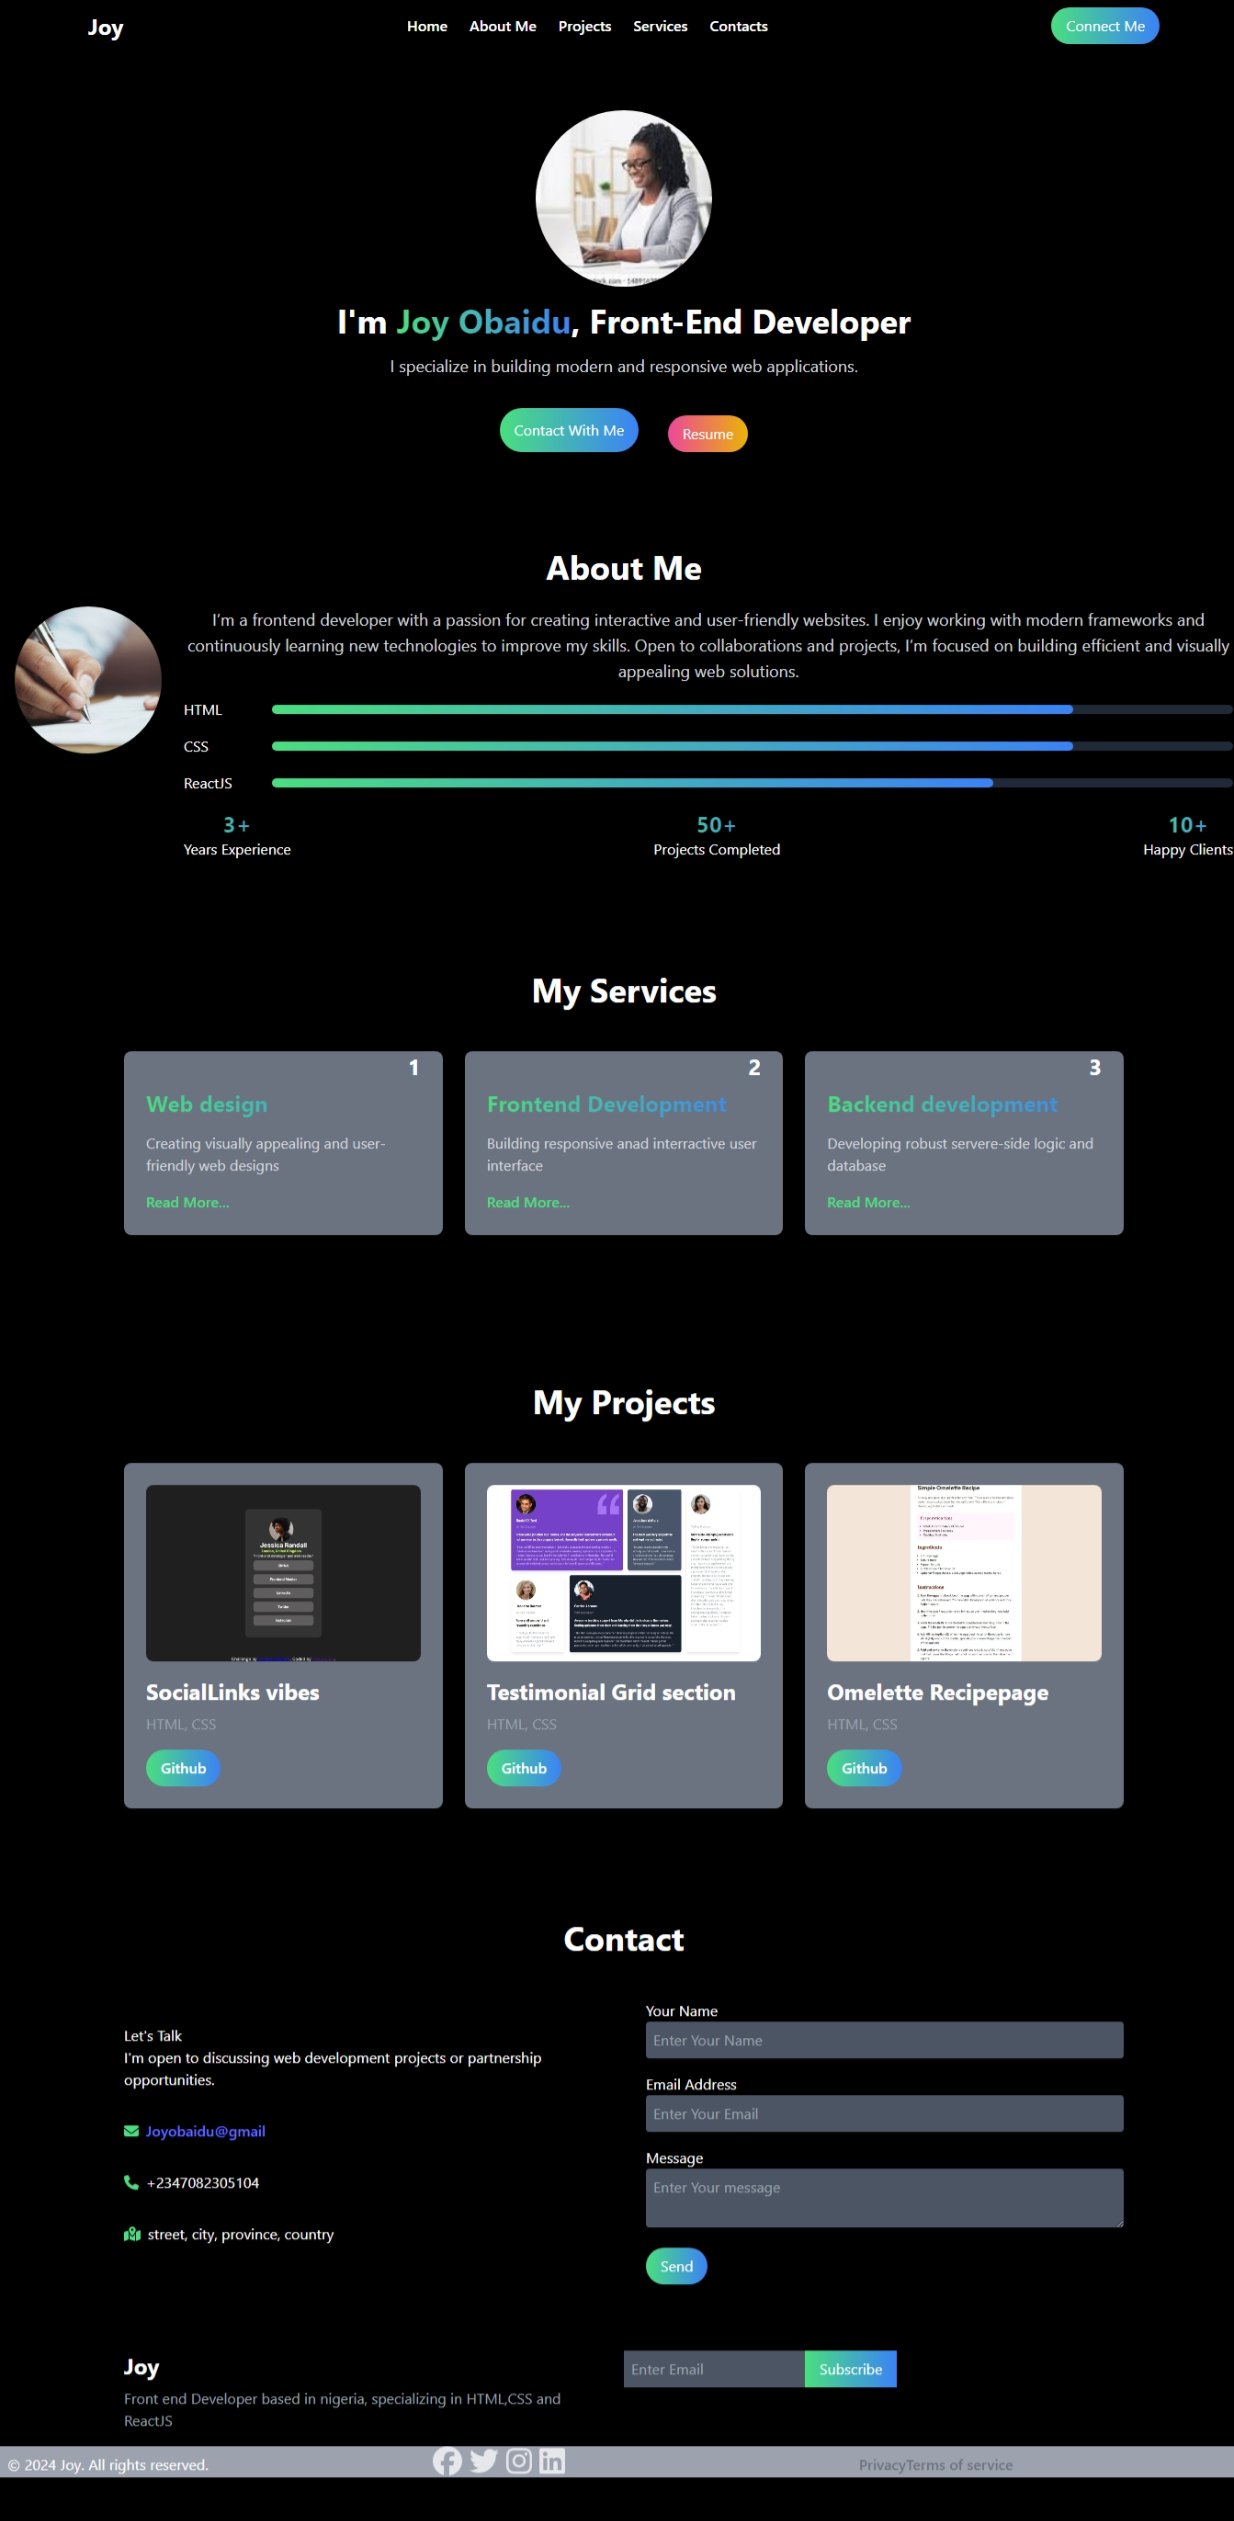 Joy
Home About Me Projects Services Contacts
Connect Me
I'm Joy Obaidu, Front-End Developer
I specialize in building modern and responsive web applications.
Contact With Me
Resume
About Me
I'm a frontend developer with a passion for creating interactive and user-friendly websites. I enjoy working with modern frameworks and
continuously learning new technologies to improve my skills. Open to collaborations and projects, I'm focused on building efficient and visually
appealing web solutions.
HTML
CSS
ReactJS
3+
Years Experience
50+
Projects Completed
10+
Happy Clients
My Services
1
Web design
Creating visually appealing and user-
friendly web designs
Read More...
2
Frontend Development
Building responsive anad interractive user
interface
Read More...
3
Backend development
Developing robust servere-side logic and
database
Read More...
My Projects
Jessica Randall
SocialLinks vibes
HTML, CSS
Github
Testimonial Grid section
HTML, CSS
Github
Simple Omelette Recipe
Ingredients
Instructions
Omelette Recipepage
HTML, CSS
Github
Contact
Let's Talk
I'm open to discussing web development projects or partnership
opportunities.
Joyobaidu@gmail
+2347082305104
street, city, province, country
Your Name
Enter Your Name
Email Address
Enter Your Email
Message
Enter Your message
Send
Joy
Front end Developer based in nigeria, specializing in HTML,CSS and
ReactJS
Enter Email
Subscribe
© 2024 Joy. All rights reserved.
PrivacyTerms of service